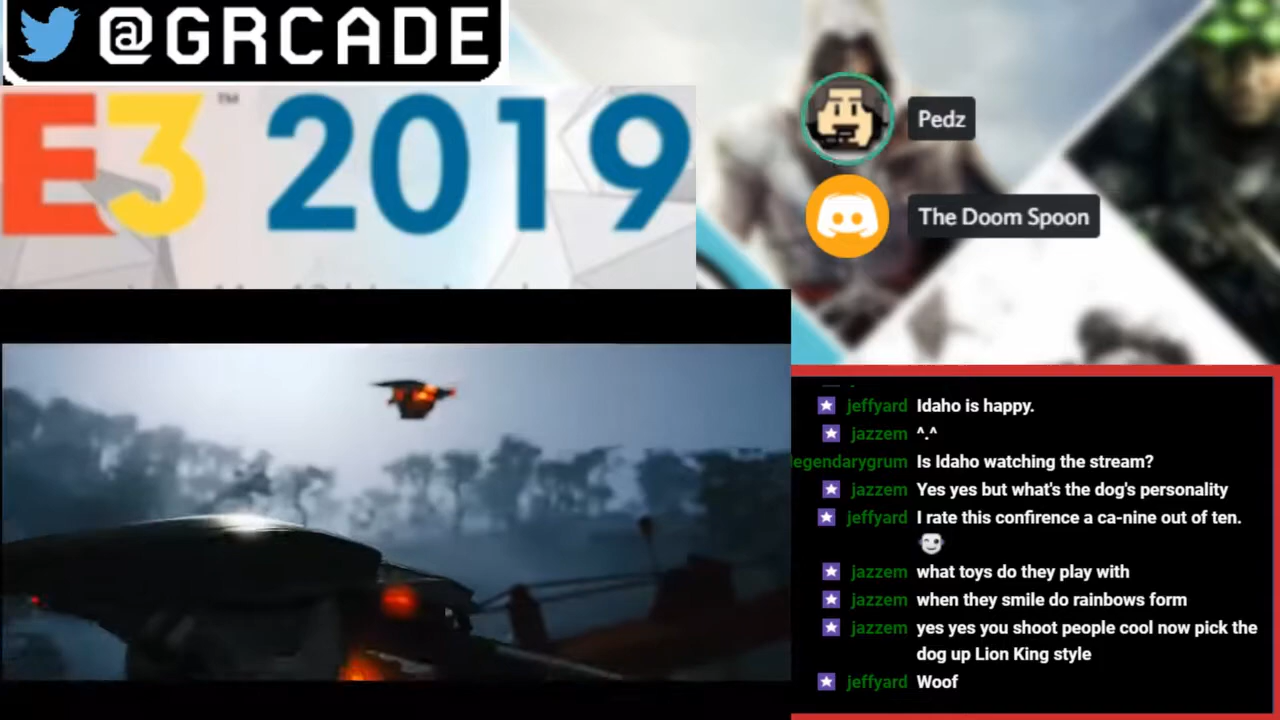 @GRCADE
E3™ 2019
Pedz
The Doom Spoon
jeffyard Idaho is happy.
jazzem ^.^
legendarygrum Is Idaho watching the stream?
jazzem Yes yes but what's the dog's personality
jeffyard I rate this confirence a ca-nine out of ten.
jazzem what toys do they play with
jazzem when they smile do rainbows form
jazzem yes yes you shoot people cool now pick the
dog up Lion King style
jeffyard Woof